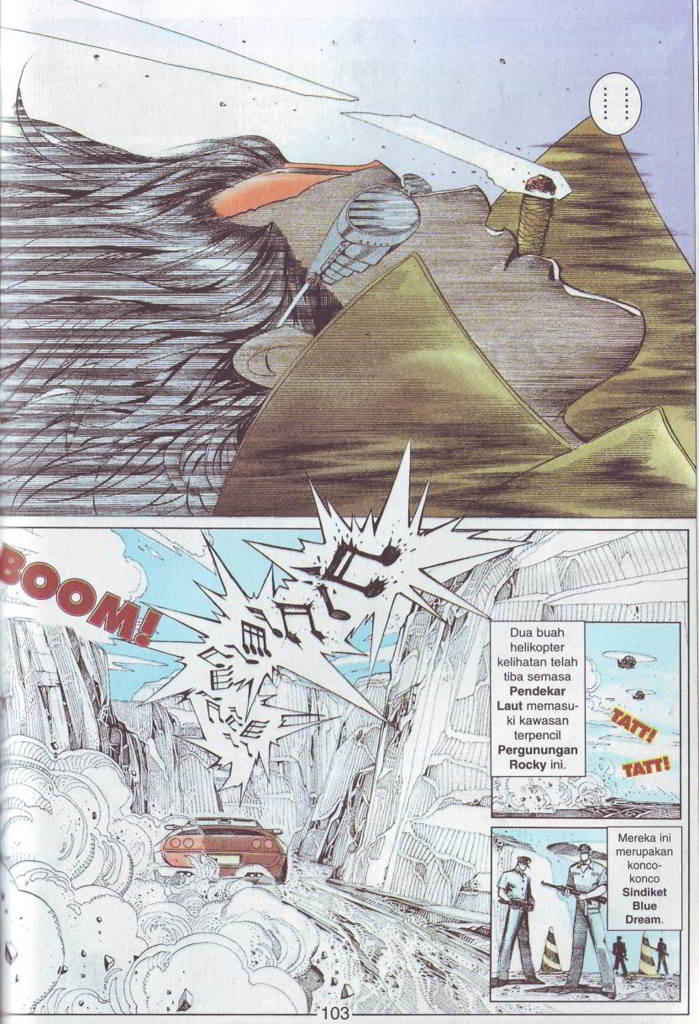 ......
BOOM!
Dua buah
helikopter
kelihatan telah
tiba semasa
Pendekar
Laut memasu-
ki kawasan
terpencil
Pergunungan
Rocky ini.
TATT!
TATT!
Mereka ini
merupakan
konco-
konco
Sindiket
Blue
Dream.
103